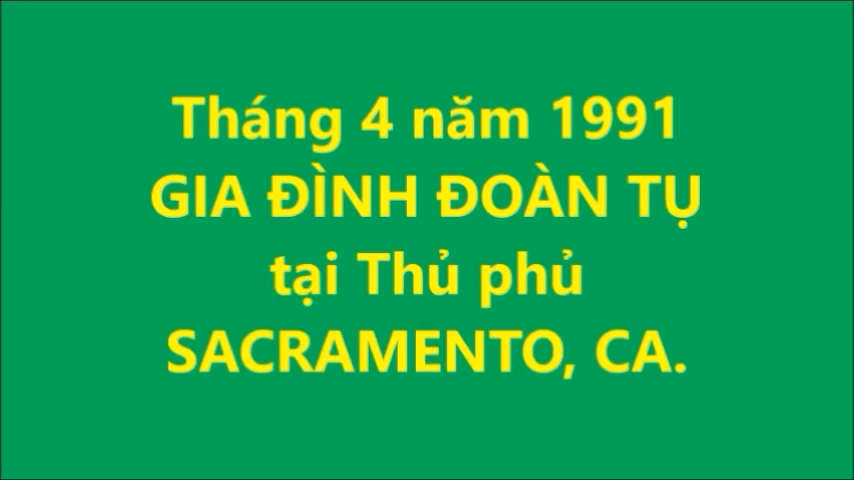 Tháng 4 năm 1991
GIA ĐÌNH ĐOÀN TỤ
tại Thủ phủ
SACRAMENTO, CA.